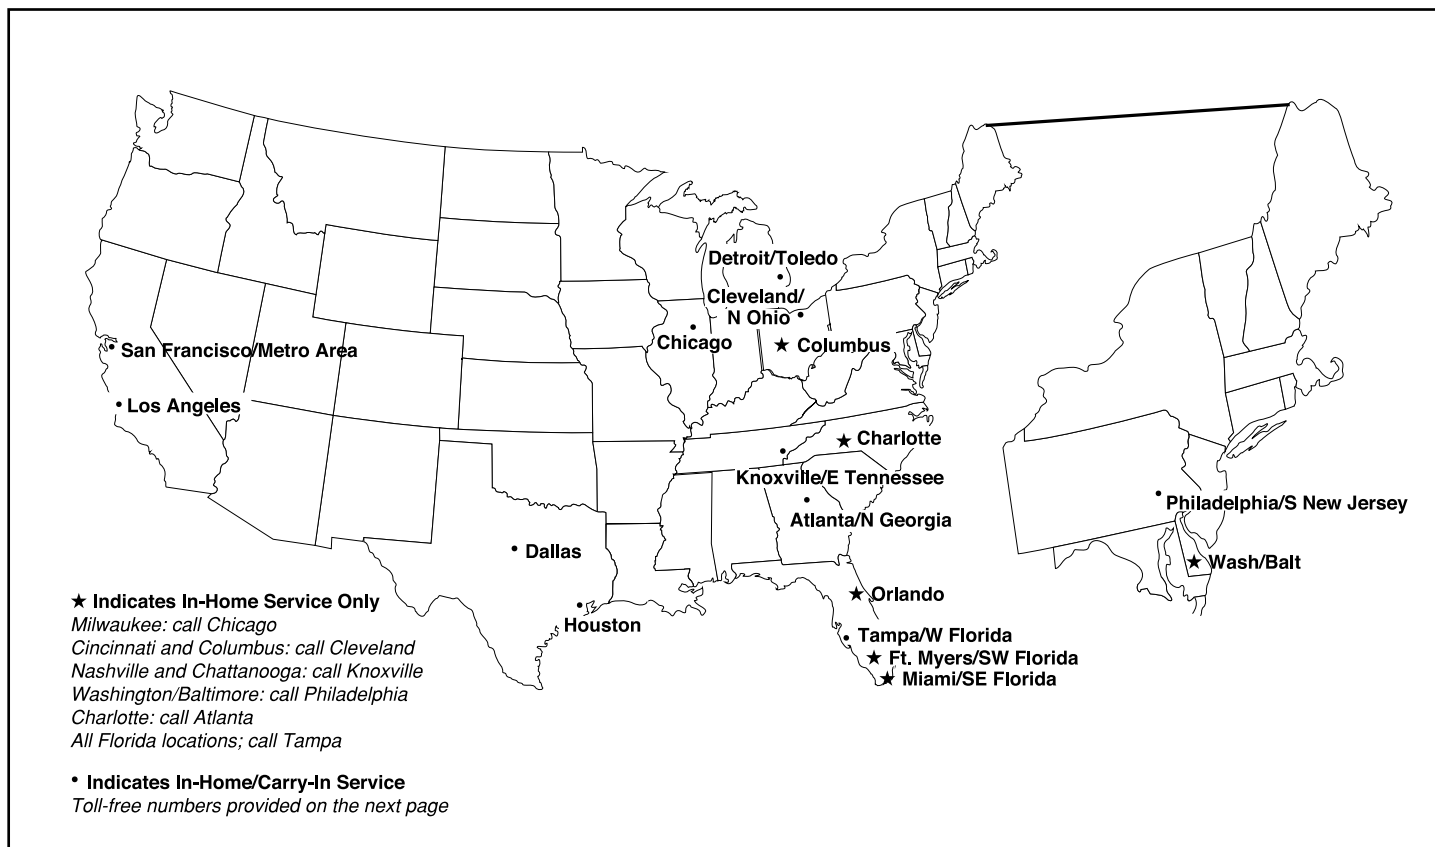 Detroit/Toledo
Cleveland/
N Ohio
Chicago
Columbus
San Francisco/Metro Area
Los Angeles
Charlotte
Knoxville/E Tennessee
Atlanta/N Georgia
Philadelphia/S New Jersey
Wash/Balt
Dallas
Houston
Orlando
Tampa/W Florida
Ft. Myers/SW Florida
Miami/SE Florida
★ Indicates In-Home Service Only
Milwaukee: call Chicago
Cincinnati and Columbus: call Cleveland
Nashville and Chattanooga: call Knoxville
Washington/Baltimore: call Philadelphia
Charlotte: call Atlanta
All Florida locations; call Tampa
• Indicates In-Home/Carry-In Service
Toll-free numbers provided on the next page